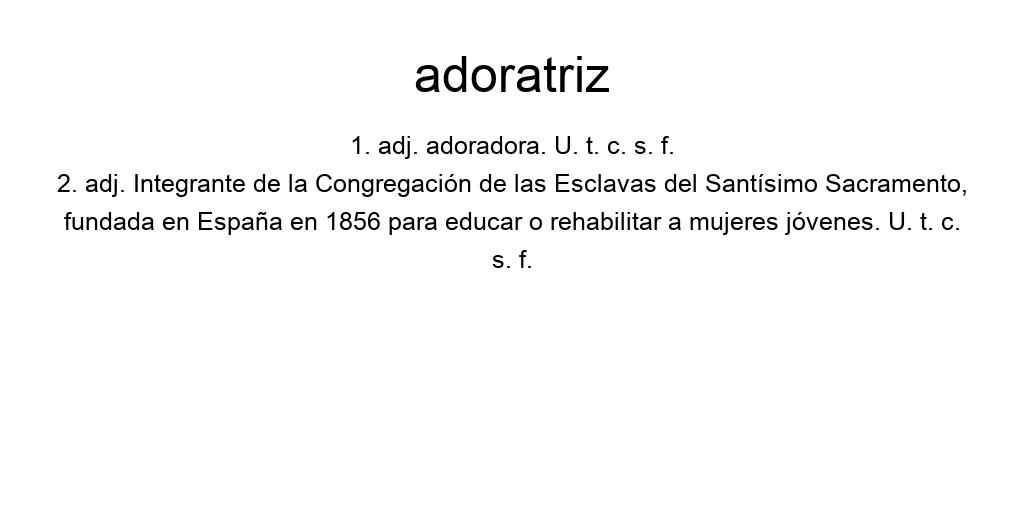 adoratriz
1. adj. adoradora. U. t. c. s. f.
2. adj. Integrante de la Congregación de las Esclavas del Santísimo Sacramento,
fundada en España en 1856 para educar o rehabilitar a mujeres jóvenes. U. t. c.
s. f.